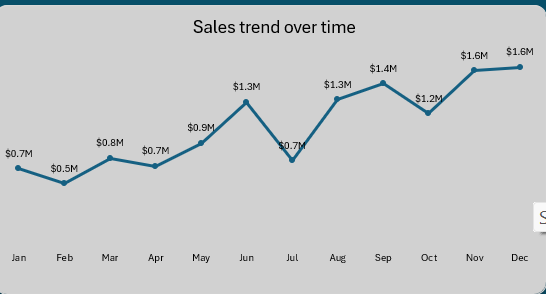 Sales trend over time
$0.7M
$0.5M
$0.8M
$0.7M
$0.9M
$1.3M
$0.7M
$1.3M
$1.4M
$1.2M
$1.6M
$1.6M
Jan Feb Mar Apr May Jun Jul Aug Sep Oct Nov Dec